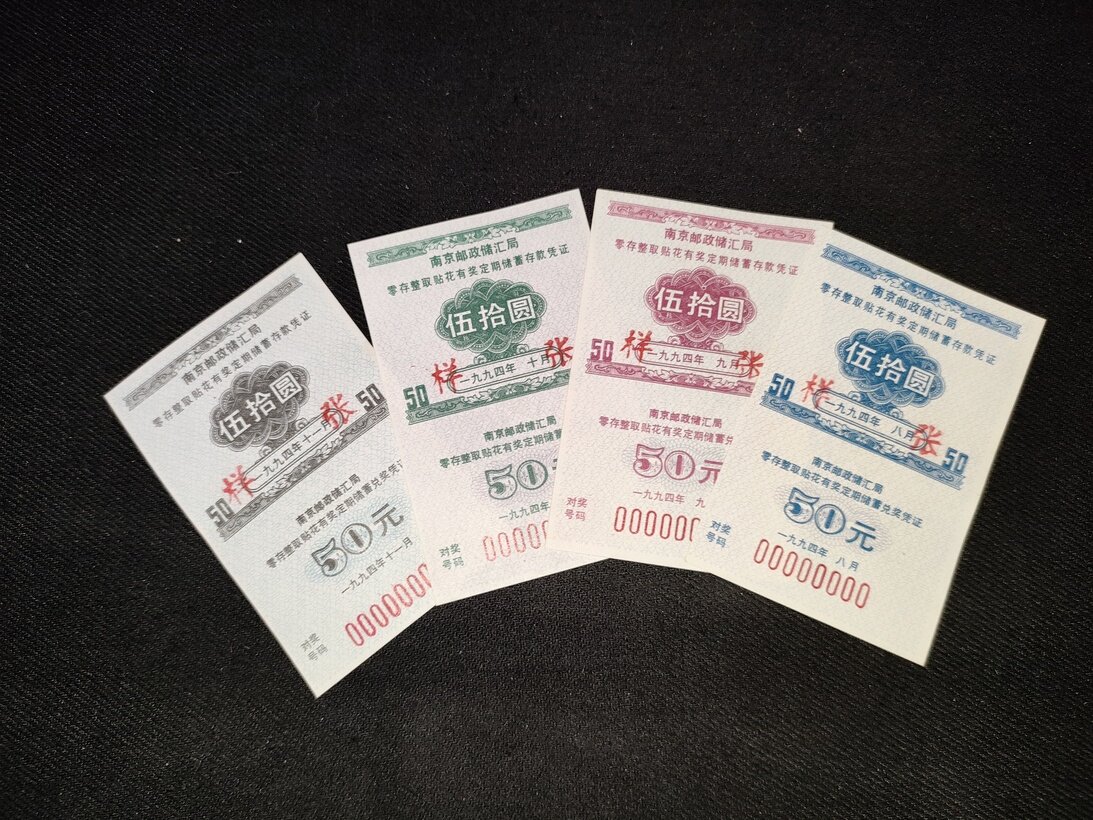 南京邮政储汇局
零存整取贴花有奖定期储蓄存款凭证
伍拾圆
样 张
50
一九九四年十一月
50
南京邮政储汇局
零存整取贴花有奖定期储蓄兑奖凭证
50元
一九九四年十一月
对奖
号码
0000000
南京邮政储汇局
零存整取贴花有奖定期储蓄存款凭证
伍拾圆
样 张
50
一九九四年 十月
南京邮政储汇局
零存整取贴花有奖定期储蓄
50
一九九四年
对奖
号码
00000
南京邮政储汇局
零存整取贴花有奖定期储蓄存款凭证
伍拾圆
样 张
50
一九九四年 九月
南京邮政储汇局
零存整取贴花有奖定期储蓄
50元
一九九四年 九
对奖
号码
000000
南京邮政储汇局
零存整取贴花有奖定期储蓄存款凭证
伍拾圆
样 张
50
一九九四年 八月
50
南京邮政储汇局
零存整取贴花有奖定期储蓄兑奖凭证
50元
一九九四年 八月
对奖
号码
00000000